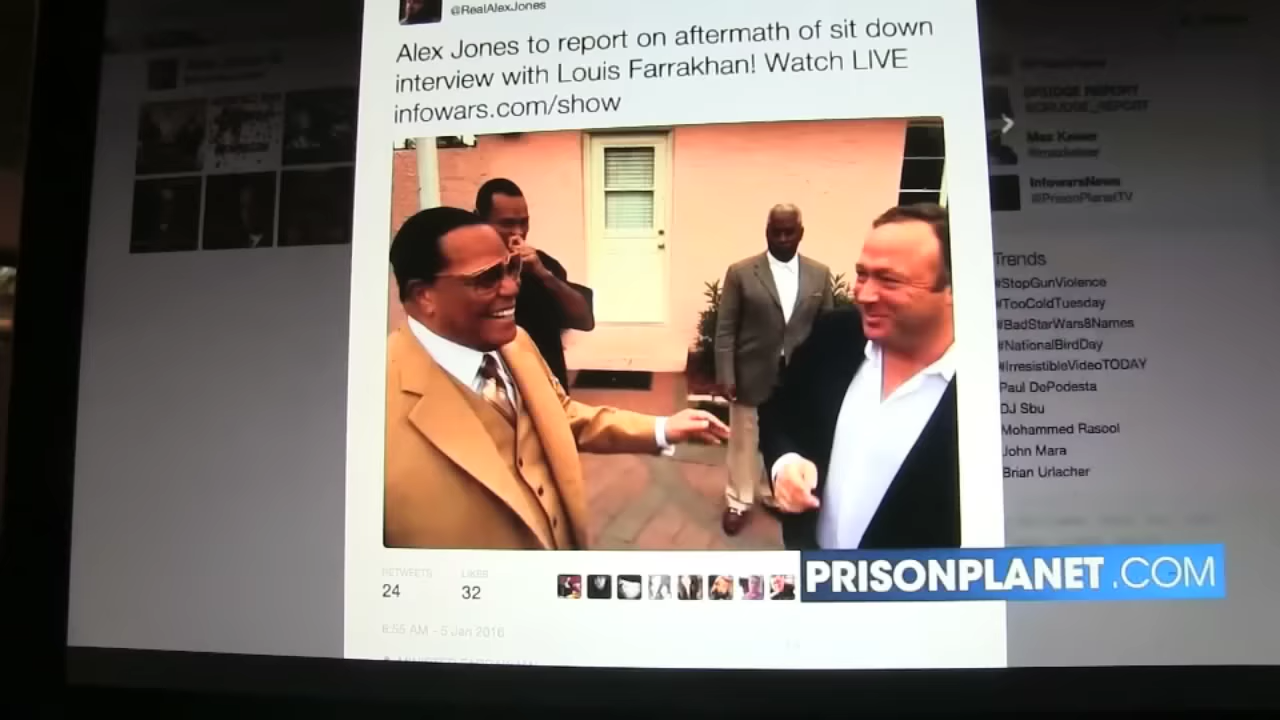 @RealAlexJones
Alex Jones to report on aftermath of sit down
interview with Louis Farrakhan! Watch LIVE
infowars.com/show
@DRUDGE_REPORT
Max Keiser
@maxkeiser
InfowarsNews
@PrisonPlanetTV
Trends
#StopGunViolence
#TooColdTuesday
#BadStarWars8Names
#NationalBirdDay
#IrresistibleVideoTODAY
Paul DePodesta
DJ Sbu
Mohammed Rasool
John Mara
Brian Urlacher
RETWEETS
24
LIKES
32
6:55 AM - 5 Jan 2016
PRISONPLANET.COM